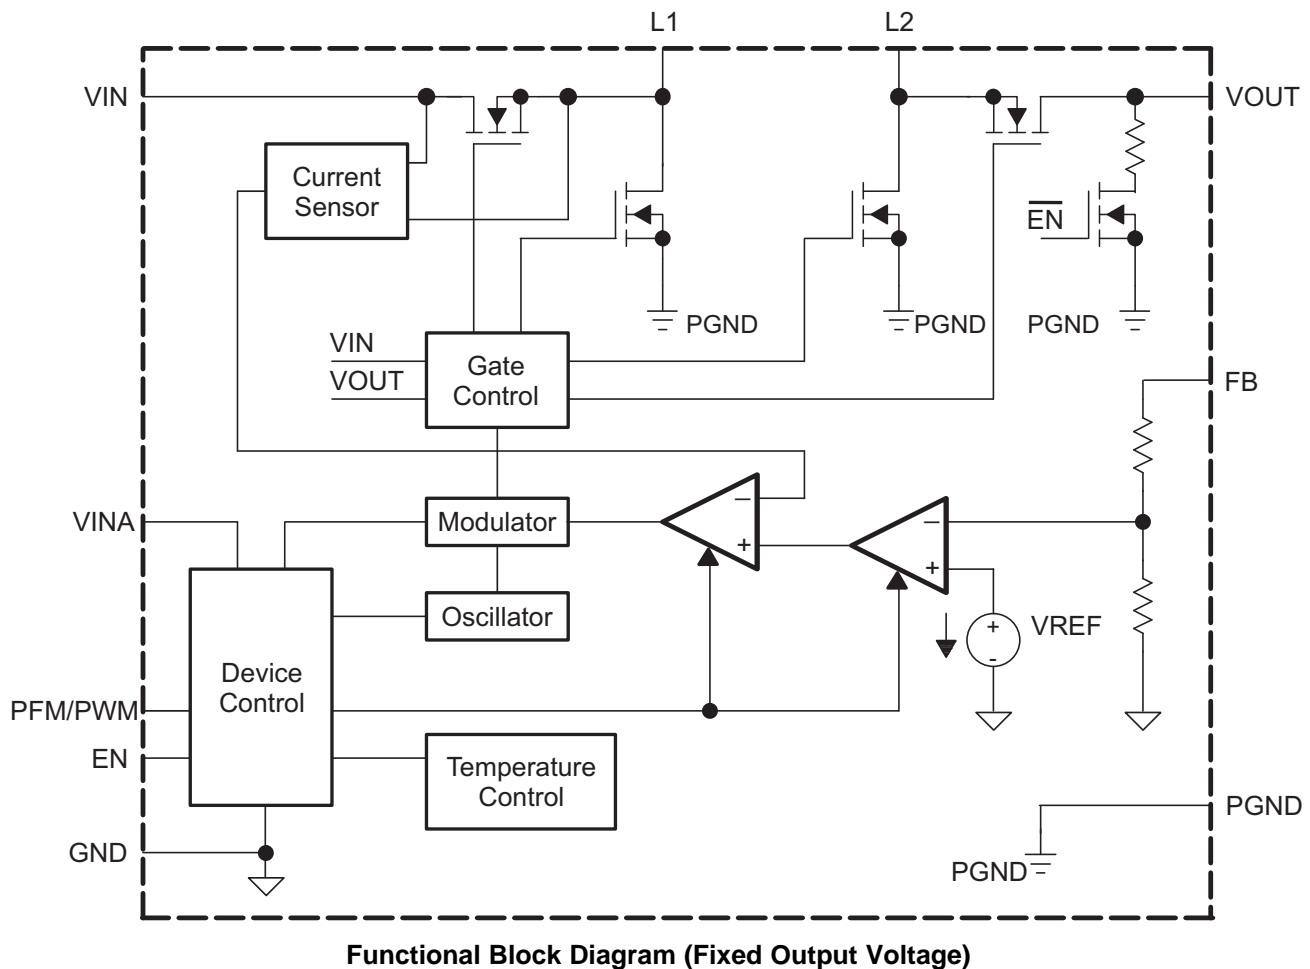 L1
L2
VIN
VOUT
Current
Sensor
EN
PGND
PGND
PGND
VIN
VOUT
Gate
Control
FB
VINA
Modulator
−
+
−
+
Oscillator
+
-
VREF
Device
Control
PFM/PWM
EN
Temperature
Control
PGND
GND
PGND
Functional Block Diagram (Fixed Output Voltage)